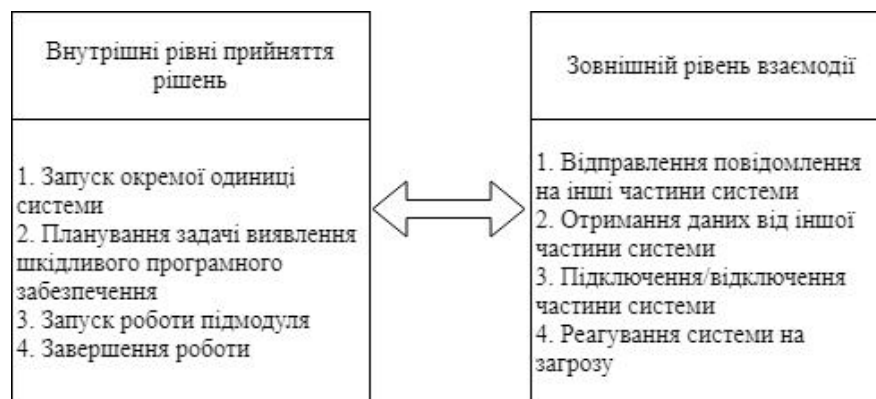 Внутрішні рівні прийняття
рішень
1. Запуск окремої одиниці
системи
2. Планування задачі виявлення
шкідливого програмного
забезпечення
3. Запуск роботи підмодуля
4. Завершення роботи
Зовнішній рівень взаємодії
1. Відправлення повідомлення
на інші частини системи
2. Отримання даних від іншої
частини системи
3. Підключення/відключення
частини системи
4. Реагування системи на
загрозу